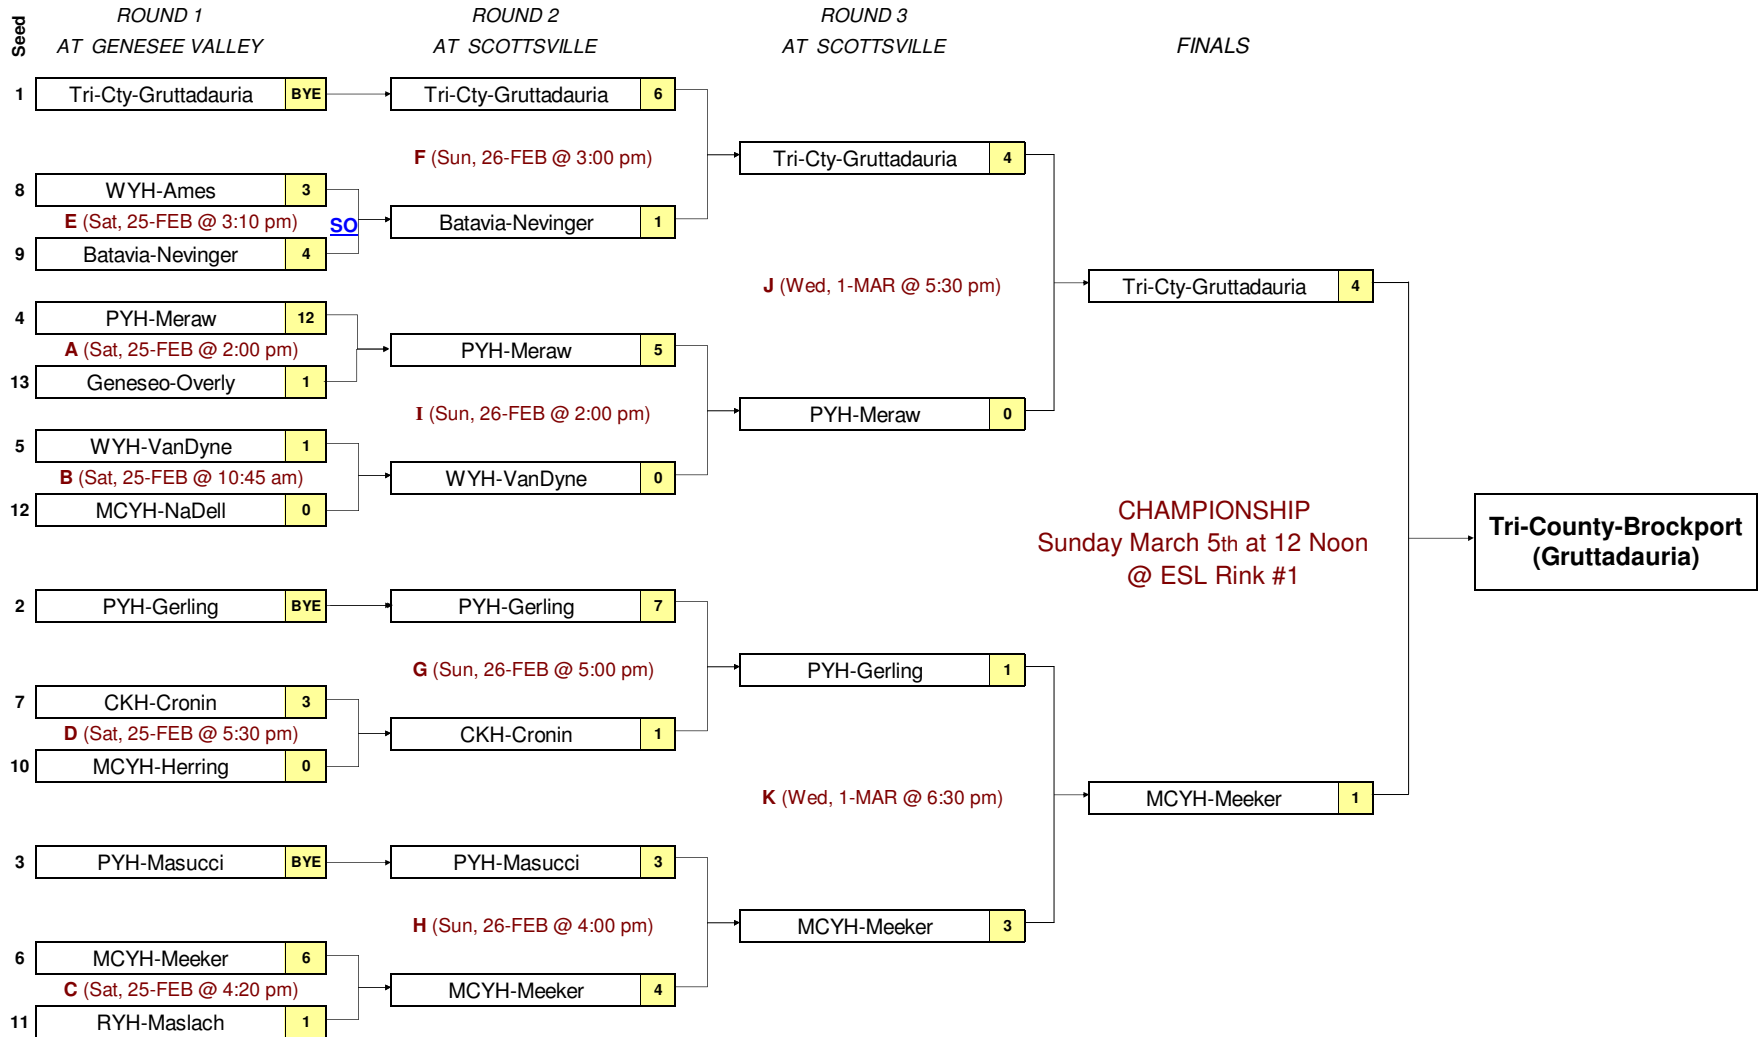 Seed
ROUND 1
AT GENESEE VALLEY
ROUND 2
AT SCOTTSVILLE
ROUND 3
AT SCOTTSVILLE
FINALS
1 Tri-Cty-Gruttadauria BYE
8 WYH-Ames 3
E (Sat, 25-FEB @ 3:10 pm)
SO
9 Batavia-Nevinger 4
4 PYH-Meraw 12
A (Sat, 25-FEB @ 2:00 pm)
13 Geneseo-Overly 1
5 WYH-VanDyne 1
B (Sat, 25-FEB @ 10:45 am)
12 MCYH-NaDell 0
2 PYH-Gerling BYE
7 CKH-Cronin 3
D (Sat, 25-FEB @ 5:30 pm)
10 MCYH-Herring 0
3 PYH-Masucci BYE
6 MCYH-Meeker 6
C (Sat, 25-FEB @ 4:20 pm)
11 RYH-Maslach 1
Tri-Cty-Gruttadauria 6
F (Sun, 26-FEB @ 3:00 pm)
Batavia-Nevinger 1
PYH-Meraw 5
I (Sun, 26-FEB @ 2:00 pm)
WYH-VanDyne 0
PYH-Gerling 7
G (Sun, 26-FEB @ 5:00 pm)
CKH-Cronin 1
PYH-Masucci 3
H (Sun, 26-FEB @ 4:00 pm)
MCYH-Meeker 4
Tri-Cty-Gruttadauria 4
J (Wed, 1-MAR @ 5:30 pm)
PYH-Meraw 0
PYH-Gerling 1
K (Wed, 1-MAR @ 6:30 pm)
MCYH-Meeker 3
Tri-Cty-Gruttadauria 4
CHAMPIONSHIP
Sunday March 5th at 12 Noon
@ ESL Rink #1
MCYH-Meeker 1
Tri-County-Brockport
(Gruttadauria)